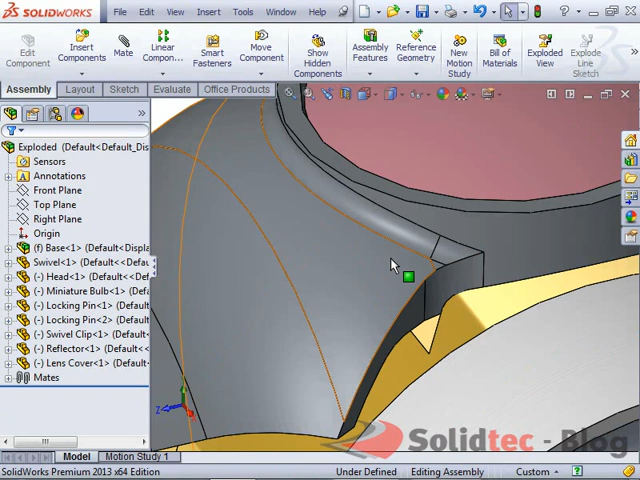 SOLIDWORKS File Edit View Insert Tools Window Help
Edit Component Insert Components Mate Linear Compon... Smart Fasteners Move Component Show Hidden Components Assembly Features Reference Geometry New Motion Study Bill of Materials Exploded View Explode Line Sketch
Assembly Layout Sketch Evaluate Office Products
Exploded (Default<Default_Dis
Sensors
Annotations
Front Plane
Top Plane
Right Plane
Origin
(f) Base<1> (Default<Displa
Swivel<1> (Default<<Defau
(-) Head<1> (Default<<Def
(-) Miniature Bulb<1> (Def
(-) Locking Pin<1> (Defaul
(-) Locking Pin<2> (Defaul
(-) Swivel Clip<1> (Default
(-) Reflector<1> (Default<
(-) Lens Cover<1> (Default
Mates
Z
Solidtec - Blog
Model Motion Study 1
SolidWorks Premium 2013 x64 Edition Under Defined Editing Assembly Custom